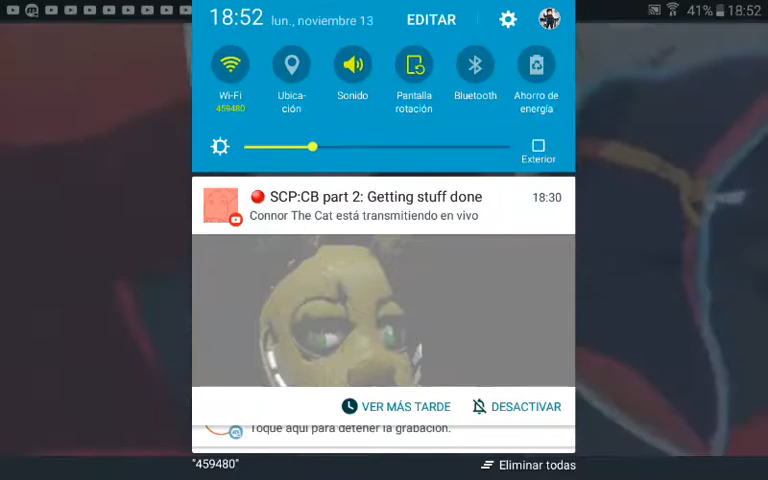 41% 18:52
18:52 lun., noviembre 13 EDITAR
Wi-Fi
459480
Ubica-
ción
Sonido
Pantalla
rotación
Bluetooth
Ahorro de
energía
Exterior
SCP:CB part 2: Getting stuff done 18:30
Connor The Cat está transmitiendo en vivo
VER MÁS TARDE DESACTIVAR
Toque aquí para detener la grabación.
"459480" Eliminar todas